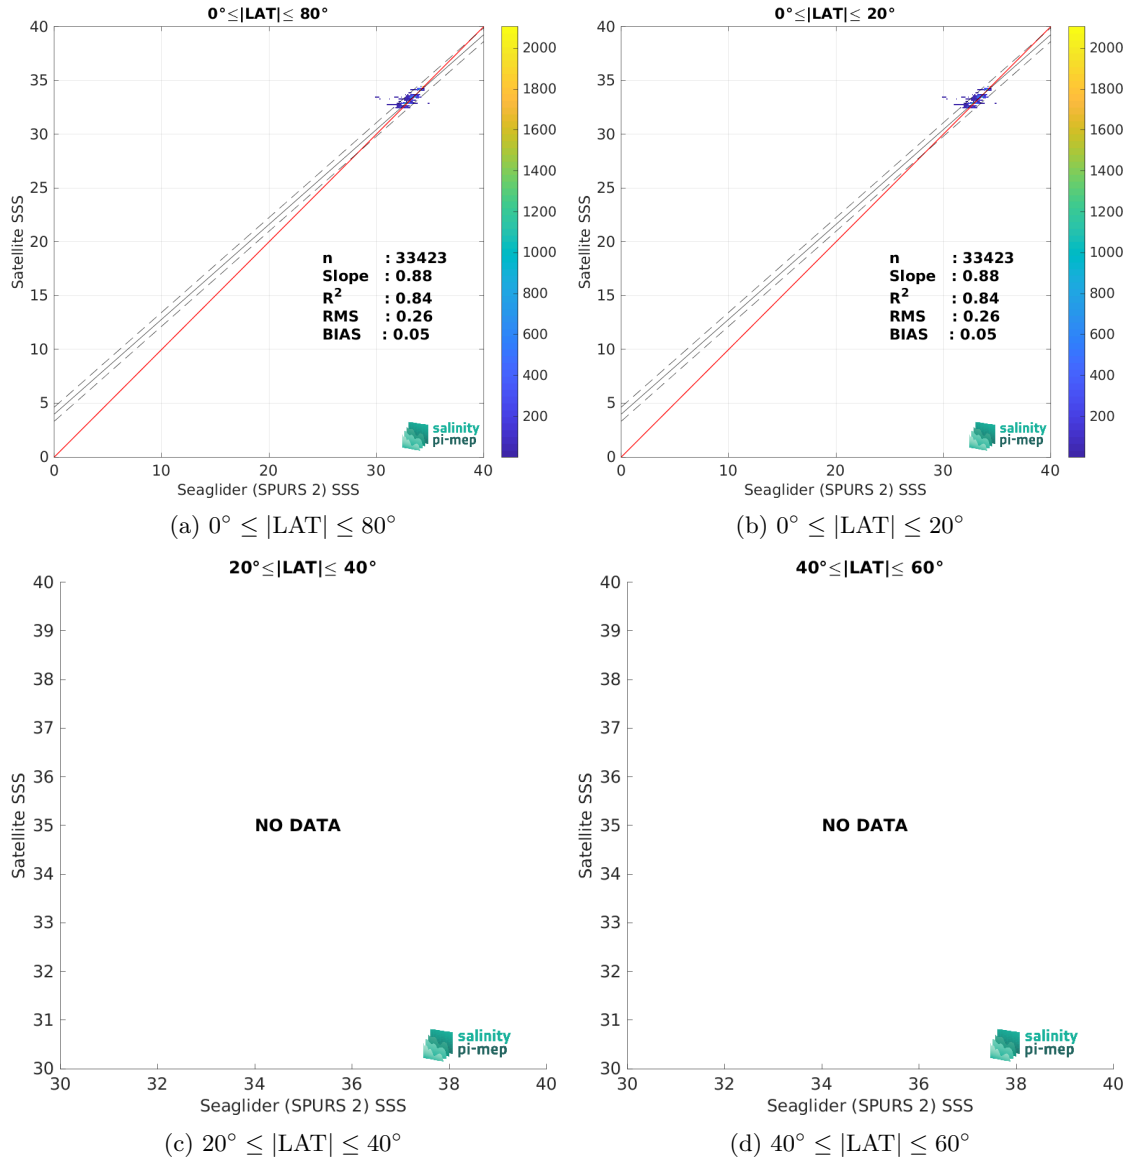 0°≤|LAT|≤ 80°
40
35
30
25
20
15
10
5
0
Satellite SSS
0
10
20
30
40
Seaglider (SPURS 2) SSS
n : 33423
Slope : 0.88
R² : 0.84
RMS : 0.26
BIAS : 0.05
salinity
pi-mep
2000
1800
1600
1400
1200
1000
800
600
400
200
(a) 0° ≤ |LAT| ≤ 80°
0°≤|LAT|≤ 20°
40
35
30
25
20
15
10
5
0
Satellite SSS
0
10
20
30
40
Seaglider (SPURS 2) SSS
n : 33423
Slope : 0.88
R² : 0.84
RMS : 0.26
BIAS : 0.05
salinity
pi-mep
2000
1800
1600
1400
1200
1000
800
600
400
200
(b) 0° ≤ |LAT| ≤ 20°
20°≤|LAT|≤ 40°
40
39
38
37
36
35
34
33
32
31
30
Satellite SSS
NO DATA
salinity
pi-mep
30
32
34
36
38
40
Seaglider (SPURS 2) SSS
(c) 20° ≤ |LAT| ≤ 40°
40°≤|LAT|≤ 60°
40
39
38
37
36
35
34
33
32
31
30
Satellite SSS
NO DATA
salinity
pi-mep
30
32
34
36
38
40
Seaglider (SPURS 2) SSS
(d) 40° ≤ |LAT| ≤ 60°